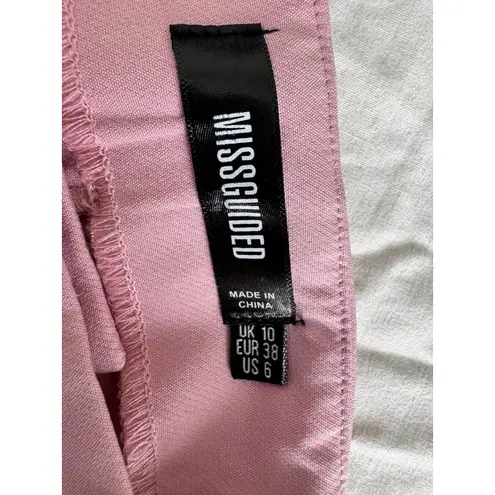 MISSGUIDED
MADE IN
CHINA
UK 10
EUR 38
US 6